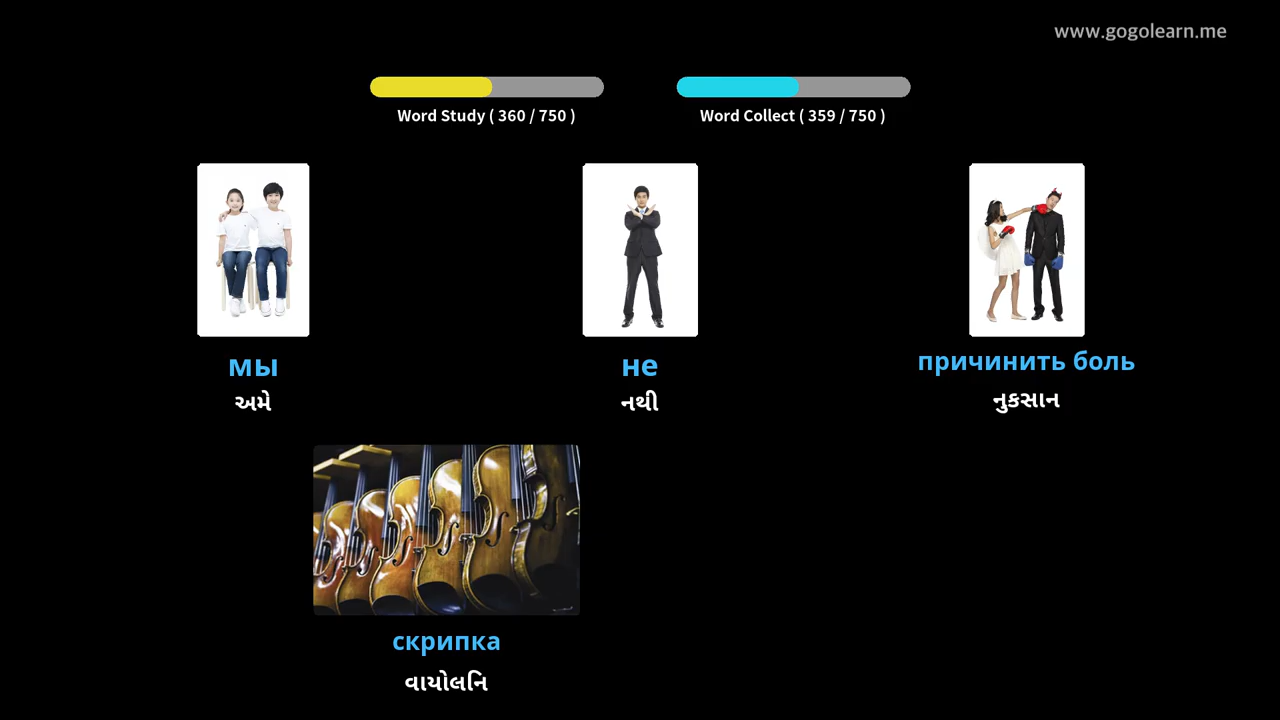 www.gogolearn.me
Word Study ( 360 / 750 )
Word Collect ( 359 / 750 )
мы
અમે
не
નથી
причинить боль
નુકસાન
скрипка
વાયોલનિ